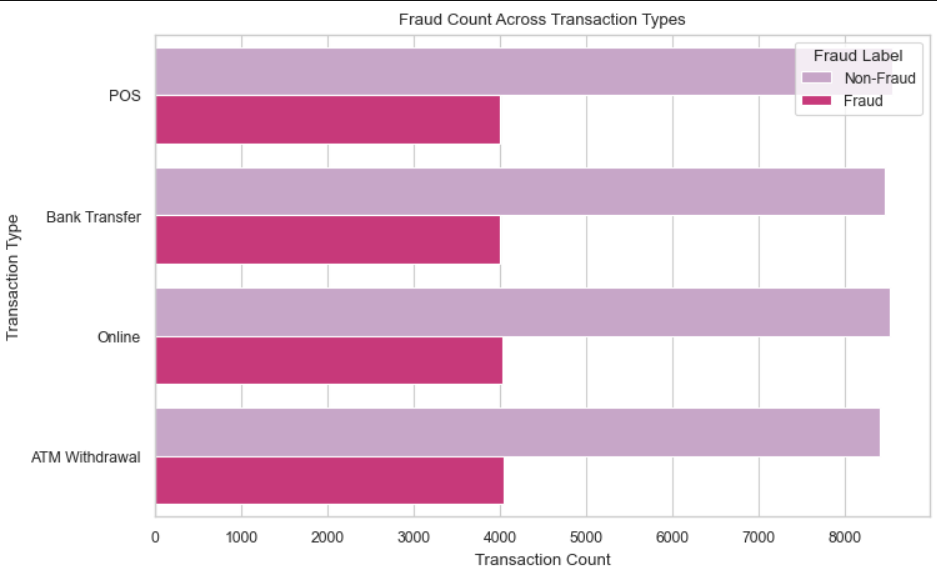 Fraud Count Across Transaction Types
Fraud Label
Non-Fraud
Fraud
Transaction Type
POS
Bank Transfer
Online
ATM Withdrawal
0 1000 2000 3000 4000 5000 6000 7000 8000
Transaction Count